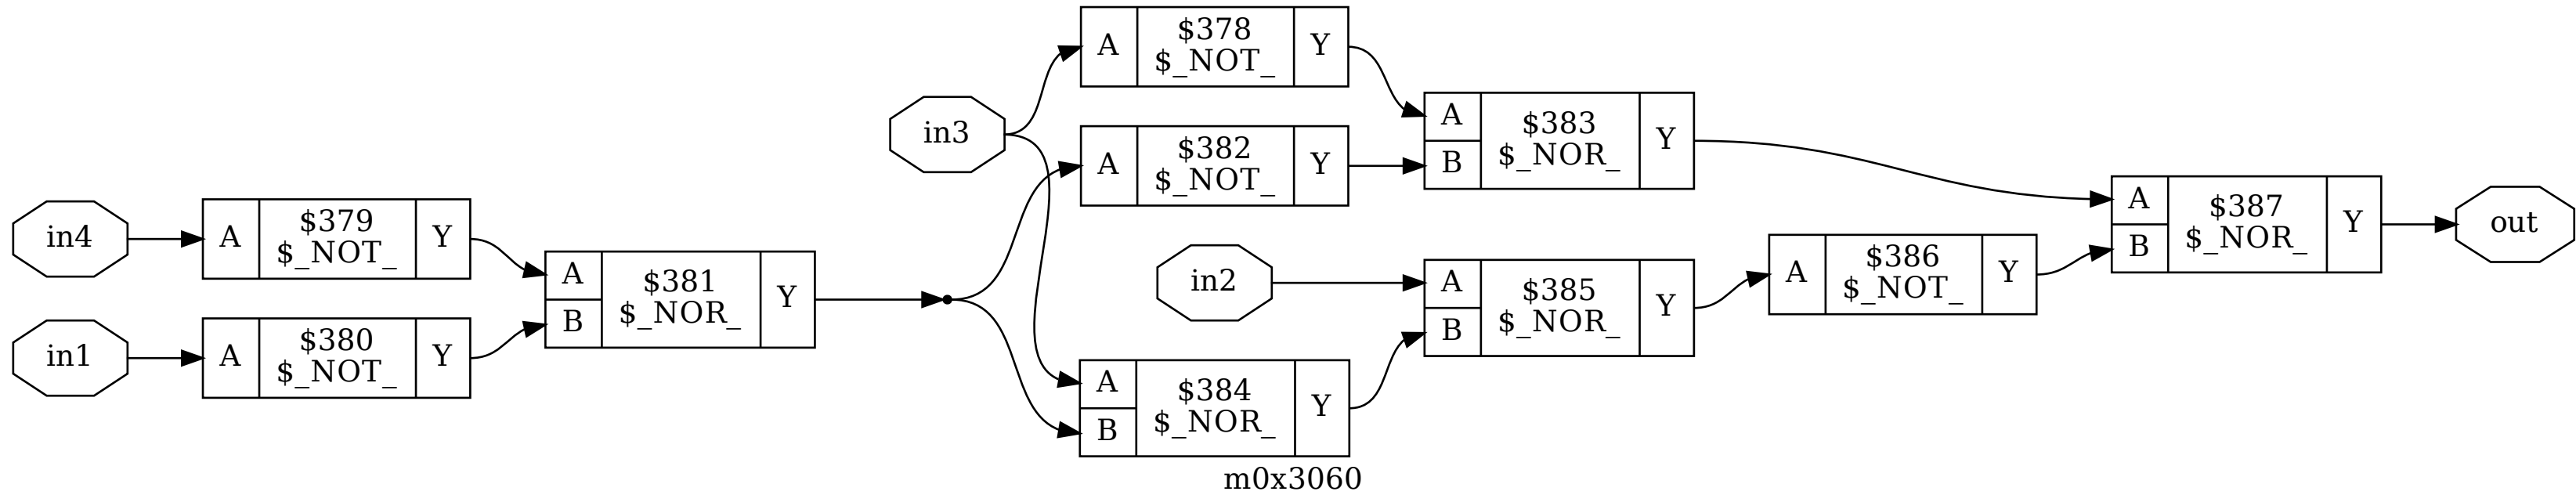 $378
A $_NOT_ Y
in3
$383
A B $_NOR_ Y
$382
A $_NOT_ Y
in4
$379
A $_NOT_ Y
$387
A B $_NOR_ Y
out
$381
A B $_NOR_ Y
in2
$385
A B $_NOR_ Y
$386
A $_NOT_ Y
in1
$380
A $_NOT_ Y
$384
A B $_NOR_ Y
m0x3060